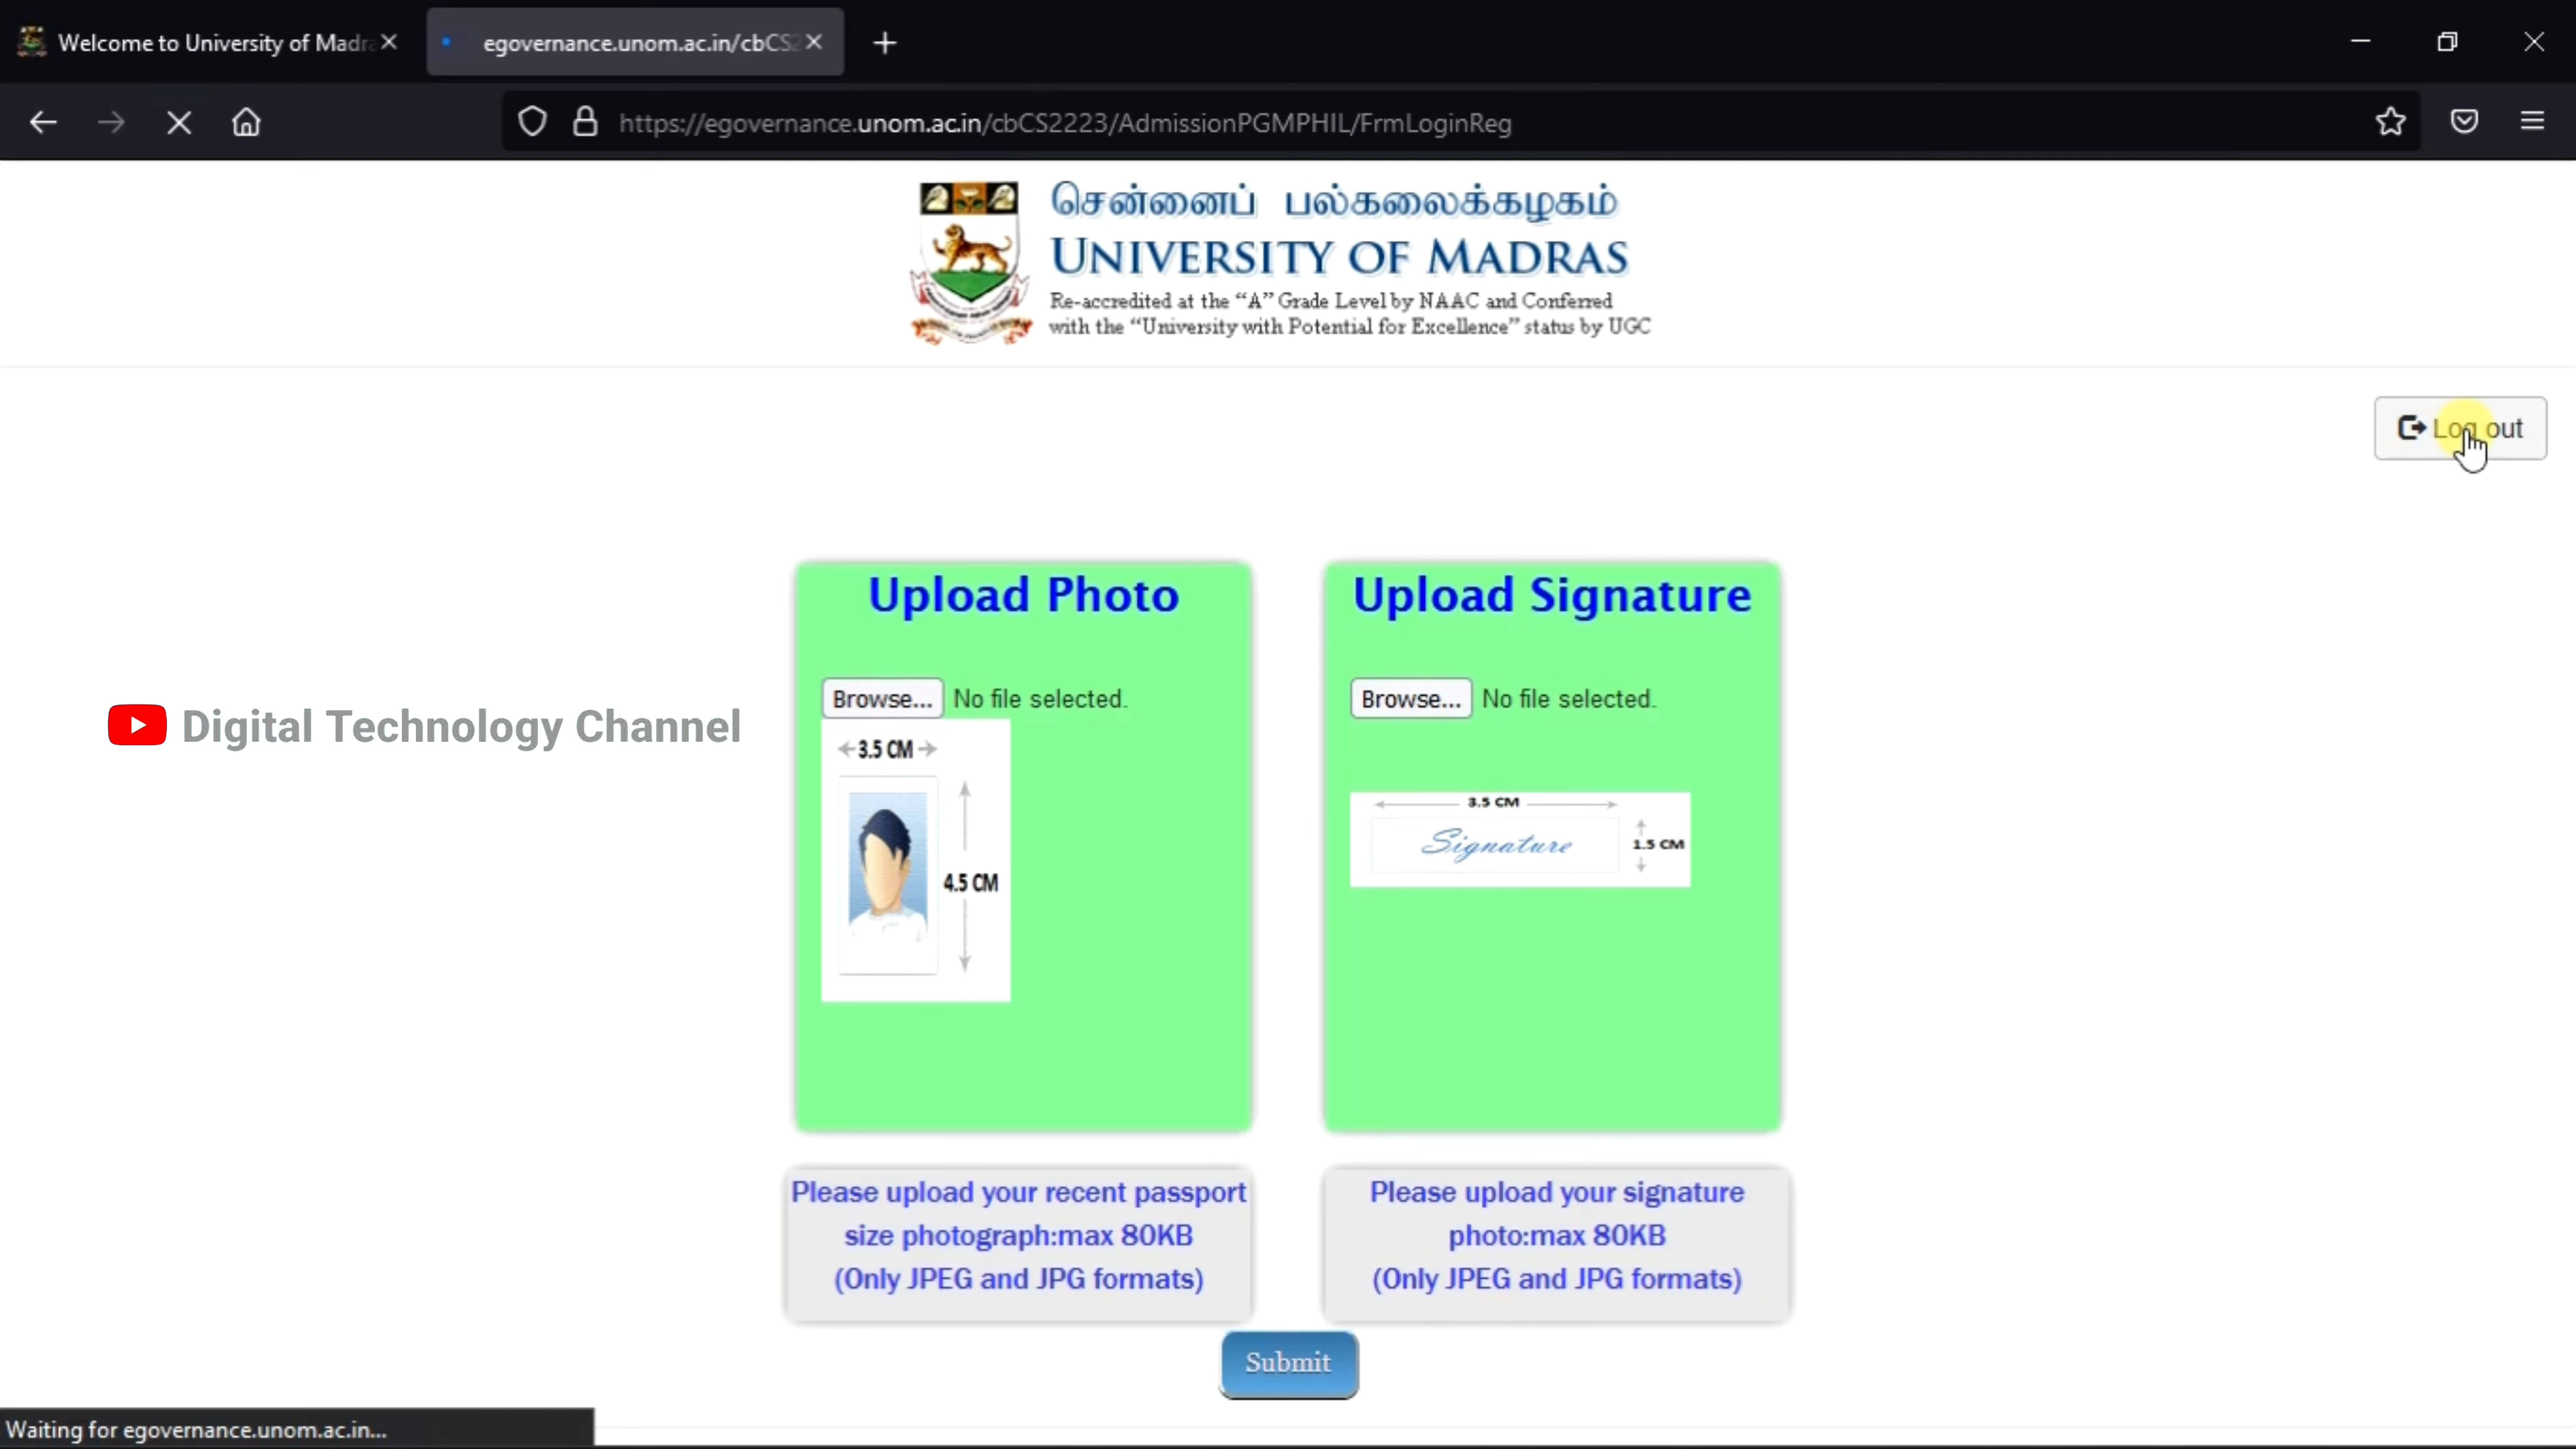 Welcome to University of Madra
egovernance.unom.ac.in/cbCS2
https://egovernance.unom.ac.in/cbCS2223/AdmissionPGMPHIL/FrmLoginReg
சென்னைப் பல்கலைக்கழகம்
UNIVERSITY OF MADRAS
Re-accredited at the “A” Grade Level by NAAC and Conferred
with the “University with Potential for Excellence” status by UGC
Log out
Upload Photo
Browse... No file selected.
3.5 CM
4.5 CM
Upload Signature
Browse... No file selected.
3.5 CM
Signature
1.5 CM
Digital Technology Channel
Please upload your recent passport
size photograph:max 80KB
(Only JPEG and JPG formats)
Please upload your signature
photo:max 80KB
(Only JPEG and JPG formats)
Submit
Waiting for egovernance.unom.ac.in...